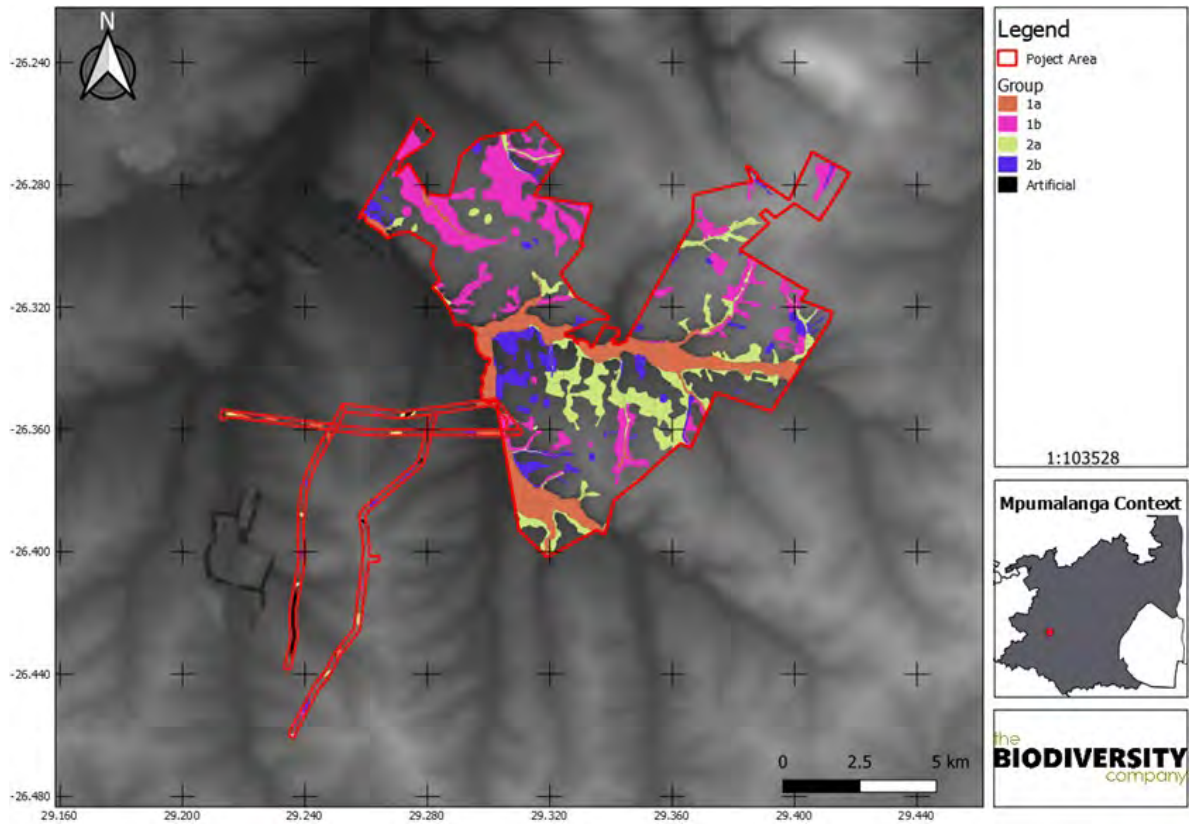 N
-26.240
-26.280
-26.320
-26.360
-26.400
-26.440
-26.480
29.160
29.200
29.240
29.280
29.320
29.360
29.400
29.440
0 2.5 5 km
Legend
Poject Area
Group
1a
1b
2a
2b
Artificial
1:103528
Mpumalanga Context
the
BIODIVERSITY
company